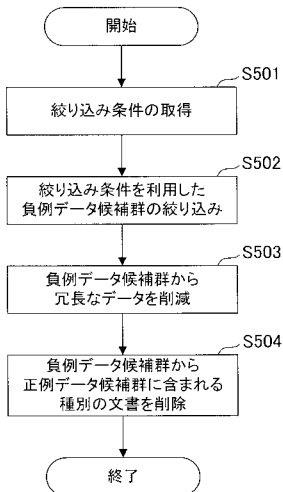 開始
S501
絞り込み条件の取得
S502
絞り込み条件を利用した
負例データ候補群の絞り込み
S503
負例データ候補群から
冗長なデータを削減
S504
負例データ候補群から
正例データ候補群に含まれる
種別の文書を削除
終了